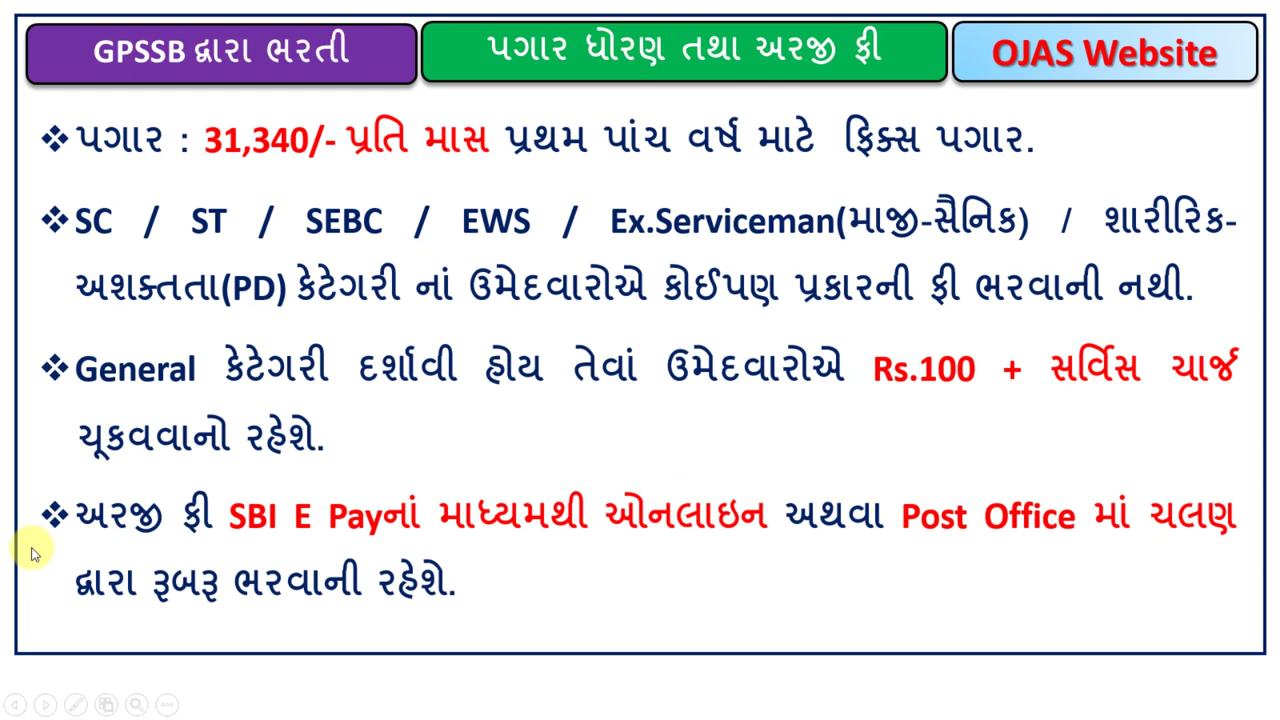 GPSSB દ્વારા ભરતી
પગાર ધોરણ તથા અરજી ફી
OJAS Website
❖ પગાર : 31,340/- પ્રતિ માસ પ્રથમ પાંચ વર્ષ માટે ફિક્સ પગાર.
❖ SC / ST / SEBC / EWS / Ex.Serviceman(માજી-સૈનિક) / શારીરિક-
અશક્તતા(PD) કેટેગરી નાં ઉમેદવારોએ કોઈપણ પ્રકારની ફી ભરવાની નથી.
❖ General કેટેગરી દર્શાવી હોય તેવાં ઉમેદવારોએ Rs.100 + સર્વિસ ચાર્જ
ચૂકવવાનો રહેશે.
❖ અરજી ફી SBI E Payનાં માધ્યમથી ઓનલાઇન અથવા Post Office માં ચલણ
દ્વારા રૂબરૂ ભરવાની રહેશે.